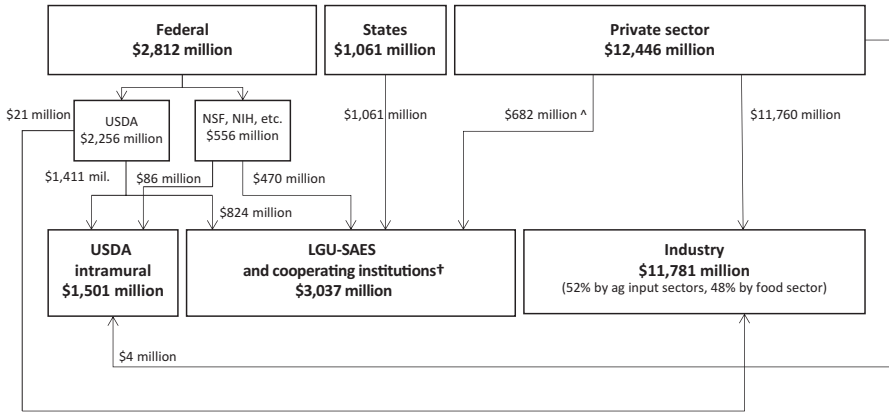 Federal
$2,812 million
States
$1,061 million
Private sector
$12,446 million
$21 million
USDA
$2,256 million
NSF, NIH, etc.
$556 million
$1,061 million
$682 million ^
$11,760 million
$1,411 mil.
$86 million
$470 million
$824 million
USDA
intramural
$1,501 million
LGU-SAES
and cooperating institutions†
$3,037 million
Industry
$11,781 million
(52% by ag input sectors, 48% by food sector)
$4 million